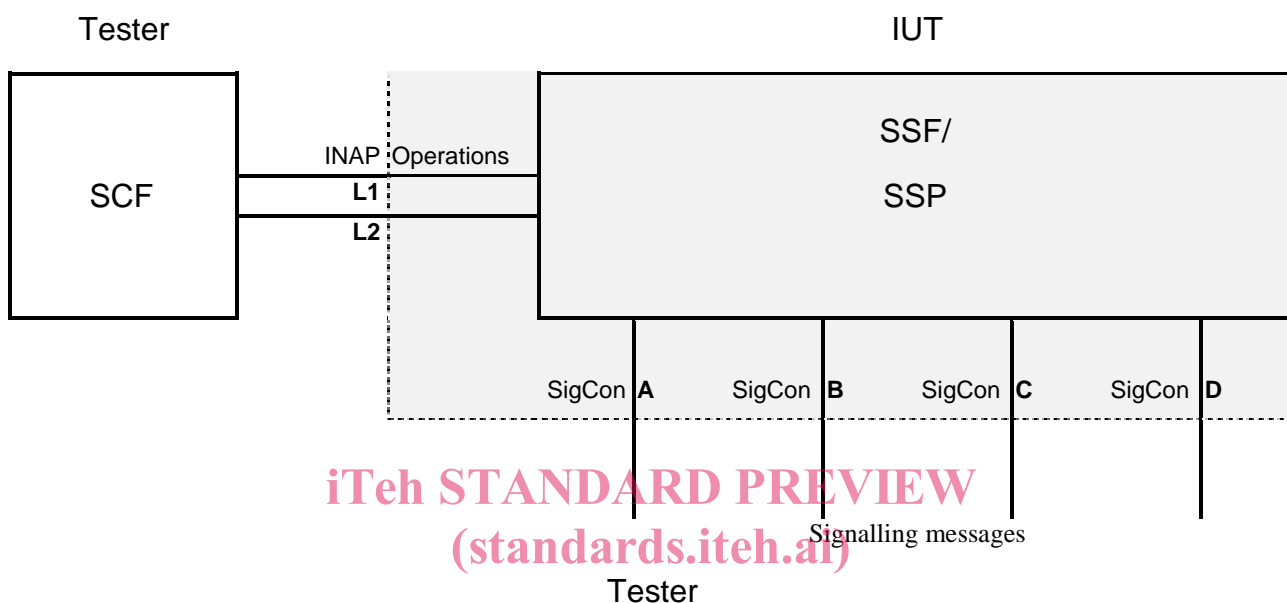 Tester
IUT
SSF/
SSP
SCF
INAP Operations
L1
L2
SigCon A
SigCon B
SigCon C
SigCon D
iTeh STANDARD PREVIEW
(standards.iteh.ai)
Signalling messages
Tester